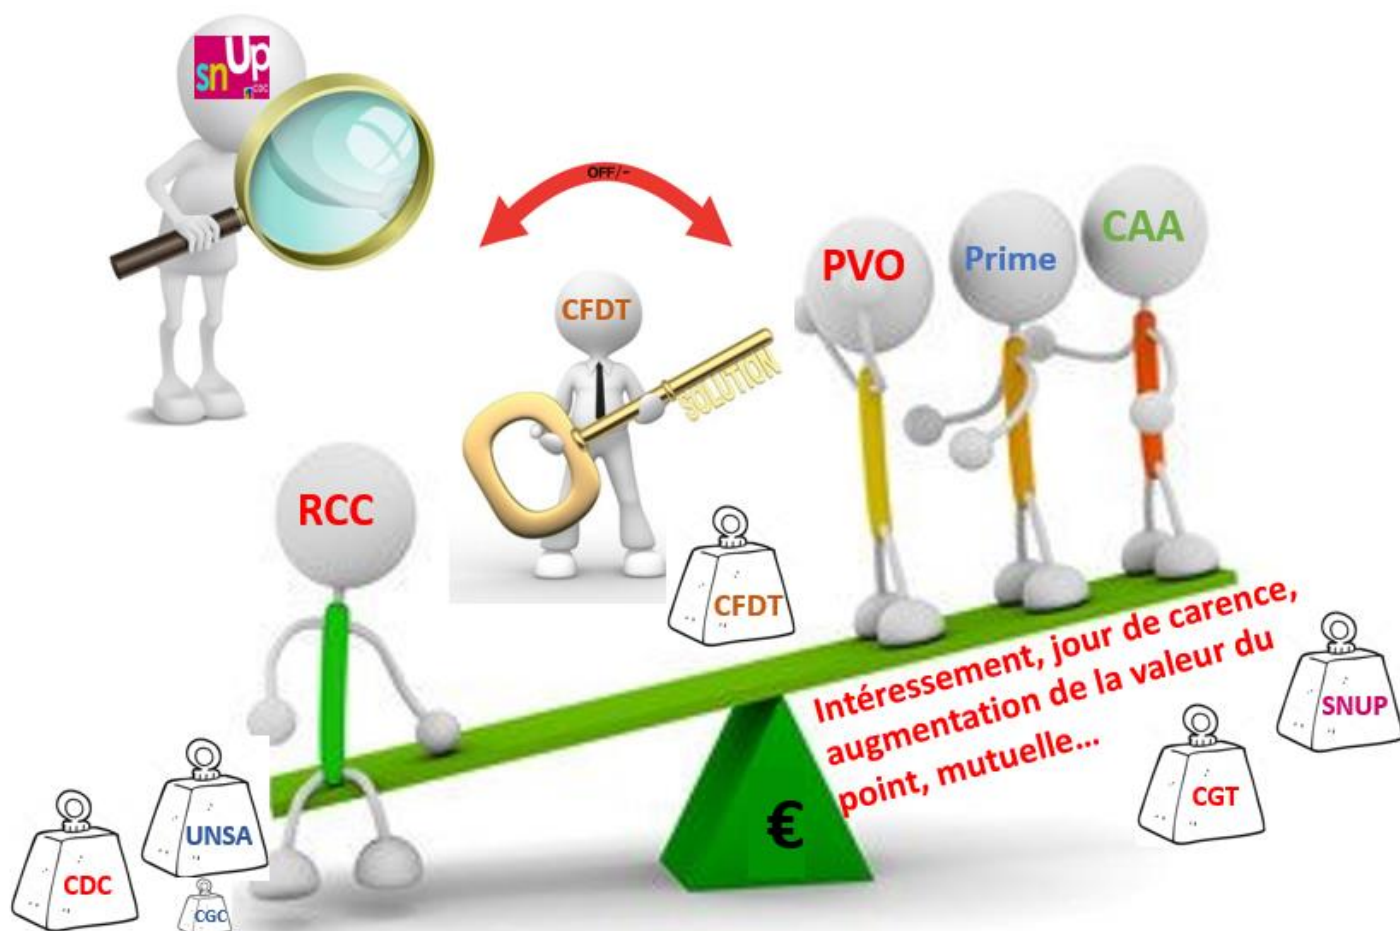 snUp
cdc
OFF/-
CAA
PVO
Prime
CFDT
SOLUTION
RCC
CFDT
Intéressement, jour de carence,
augmentation de la valeur du
point, mutuelle...
SNUP
CGT
€
UNSA
CDC
CGC